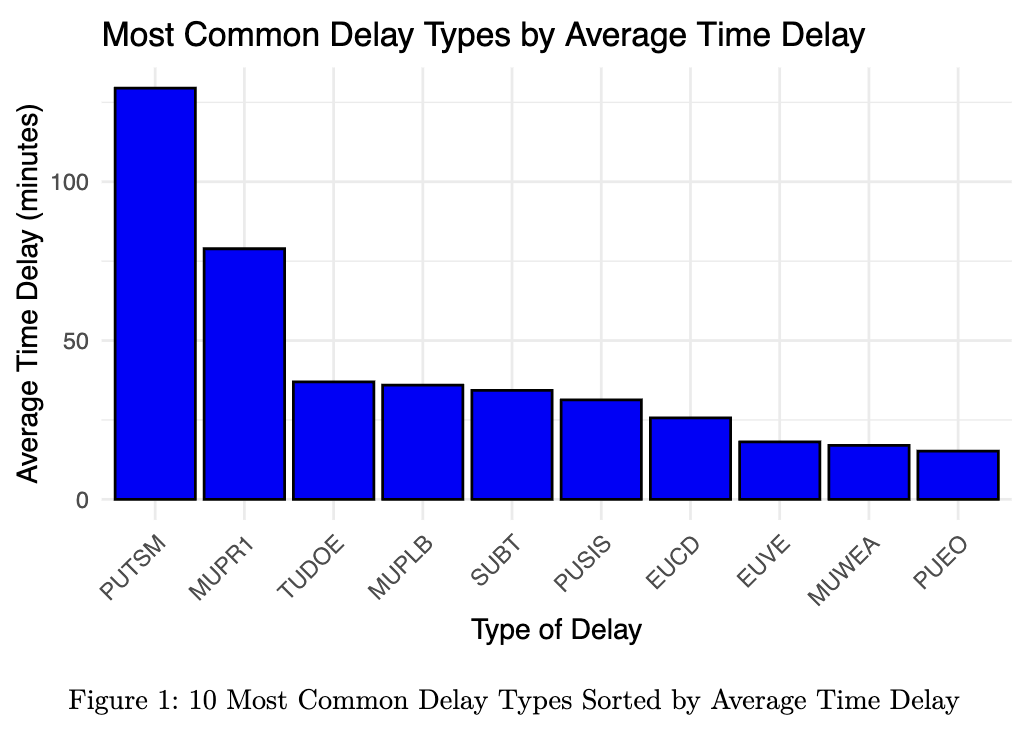 Most Common Delay Types by Average Time Delay
Average Time Delay (minutes)
100
50
0
PUTSM
MUPR1
TUDOE
MUPLB
SUBT
PUSIS
EUCD
EUVE
MUWEA
PUEO
Type of Delay
Figure 1: 10 Most Common Delay Types Sorted by Average Time Delay